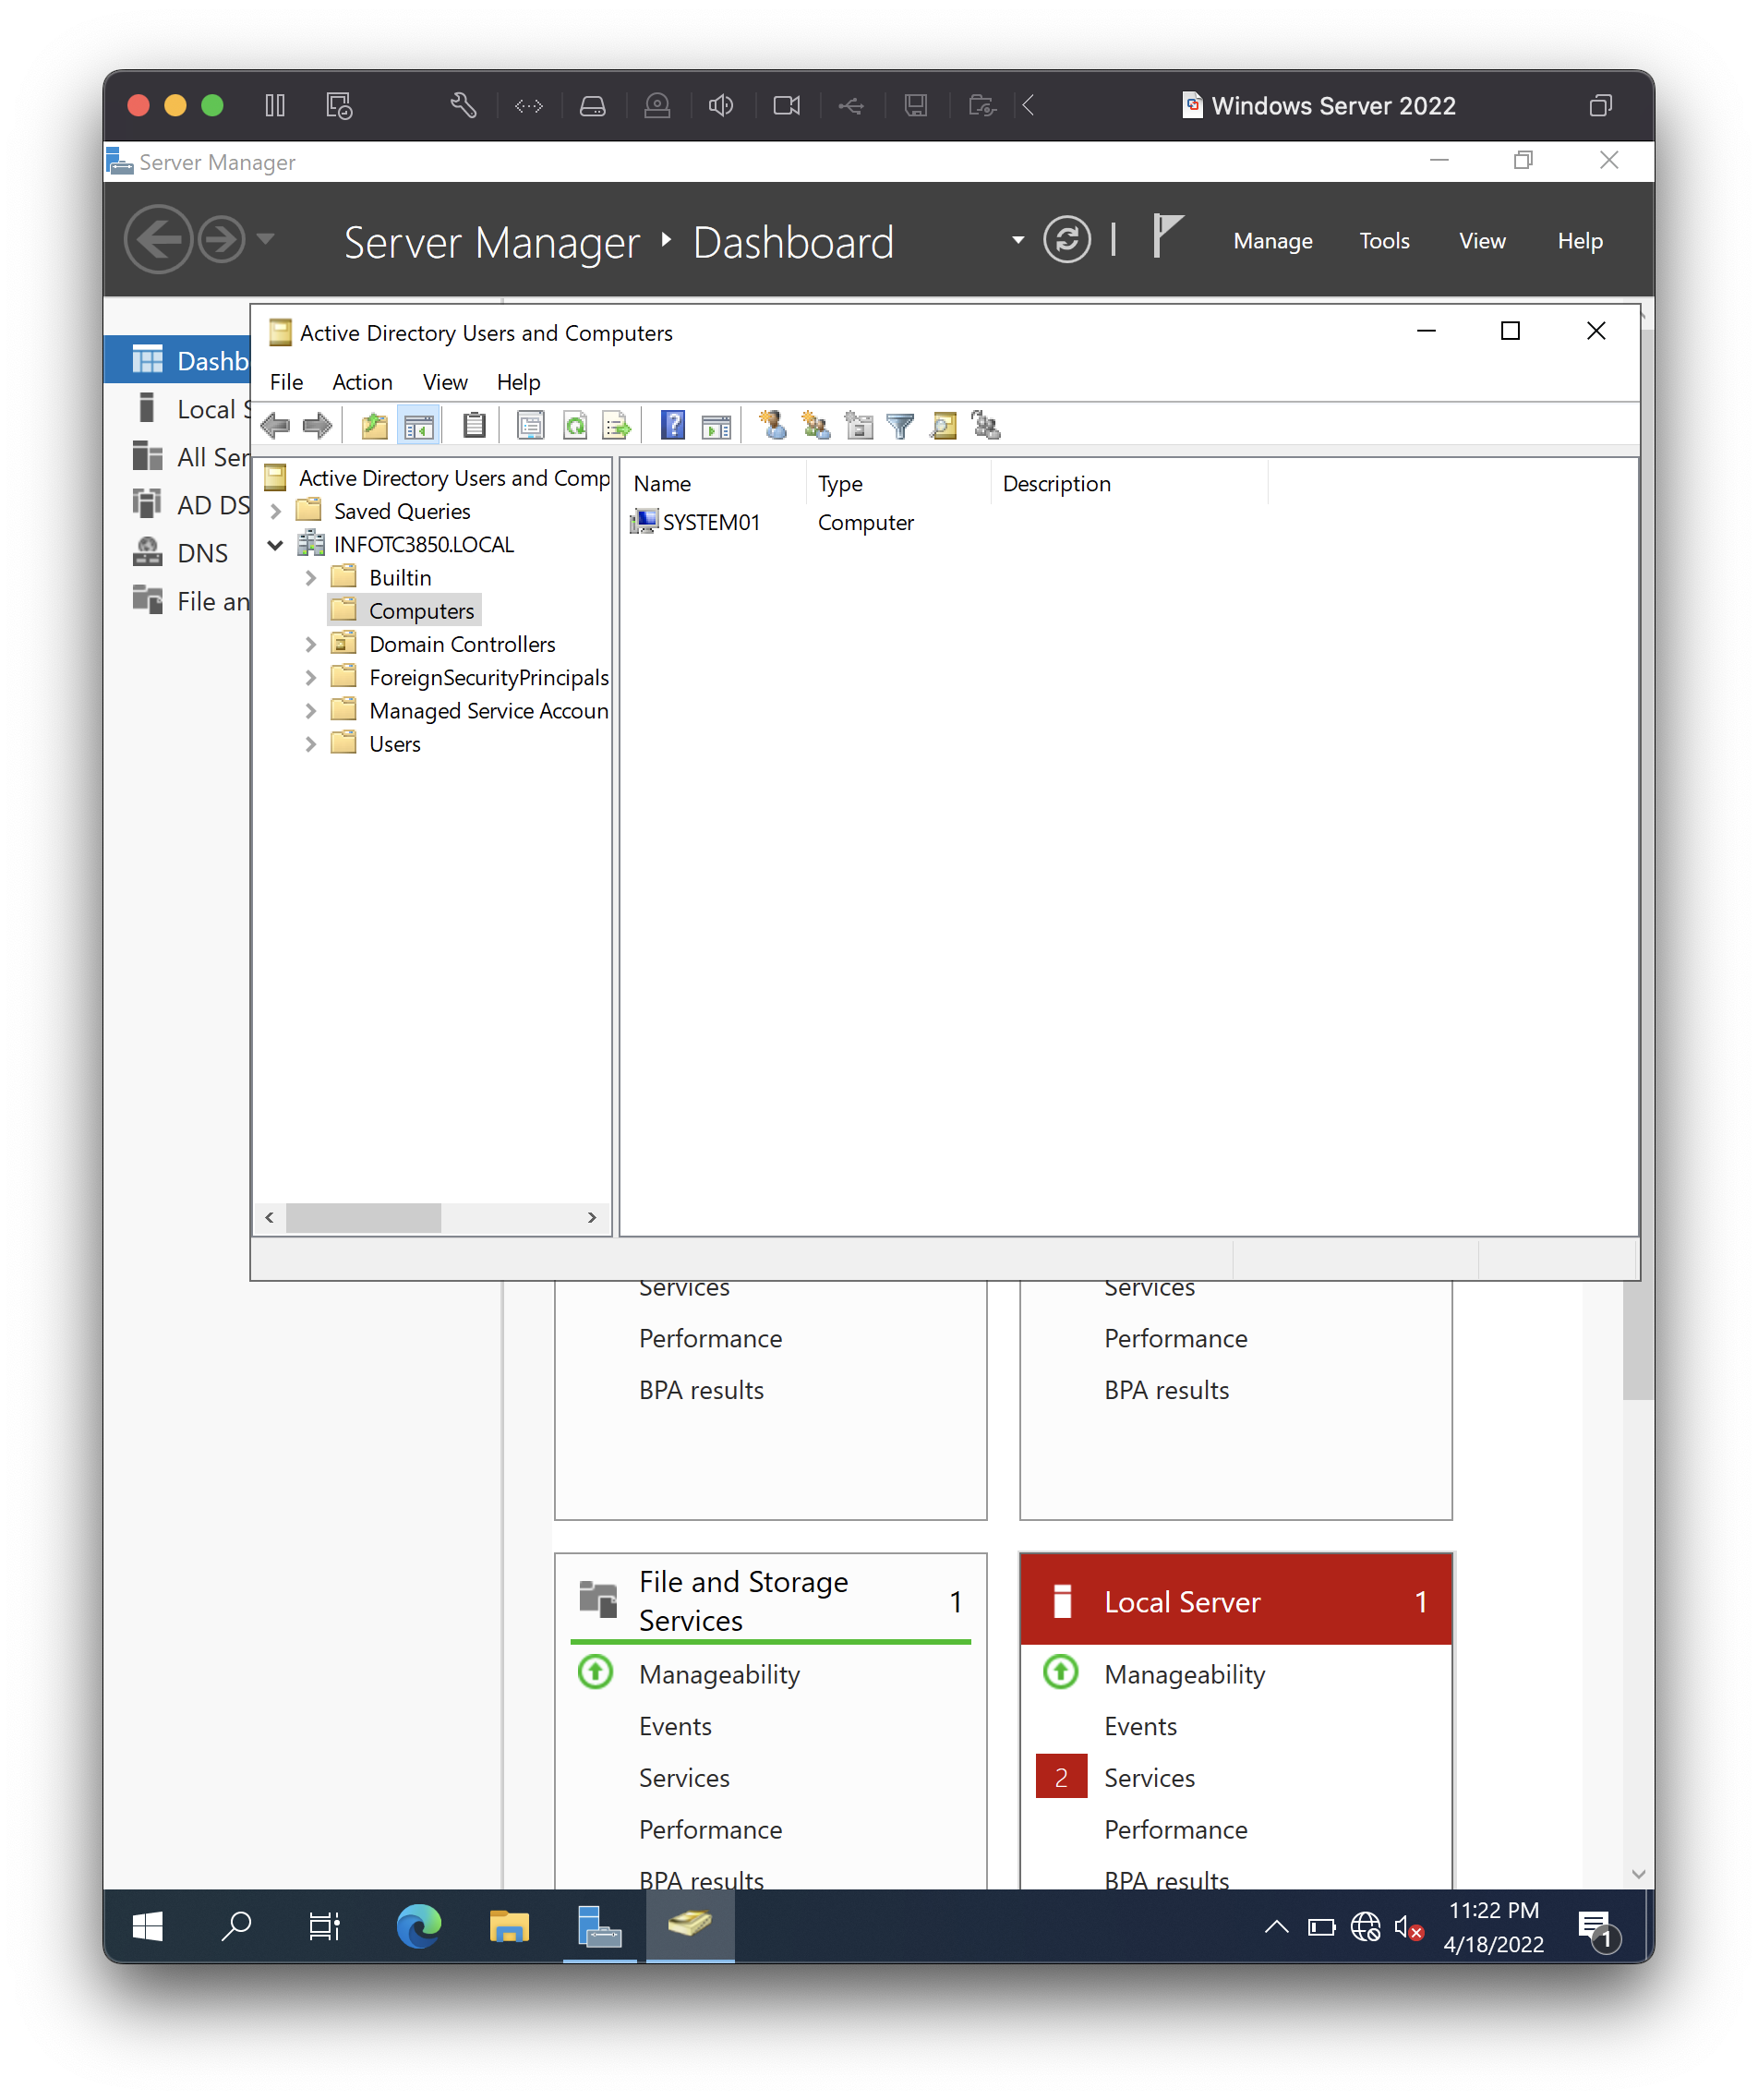 Windows Server 2022
Server Manager
Server Manager Dashboard
Manage Tools View Help
Dashb
Local S
All Ser
AD DS
DNS
File an
Active Directory Users and Computers
File Action View Help
Active Directory Users and Comp
Saved Queries
INFOTC3850.LOCAL
Builtin
Computers
Domain Controllers
ForeignSecurityPrincipals
Managed Service Accoun
Users
Name Type Description
SYSTEM01 Computer
Services
Performance
BPA results
Services
Performance
BPA results
File and Storage
Services
1
Manageability
Events
Services
Performance
BPA results
Local Server 1
Manageability
Events
2 Services
Performance
BPA results
11:22 PM
4/18/2022
1